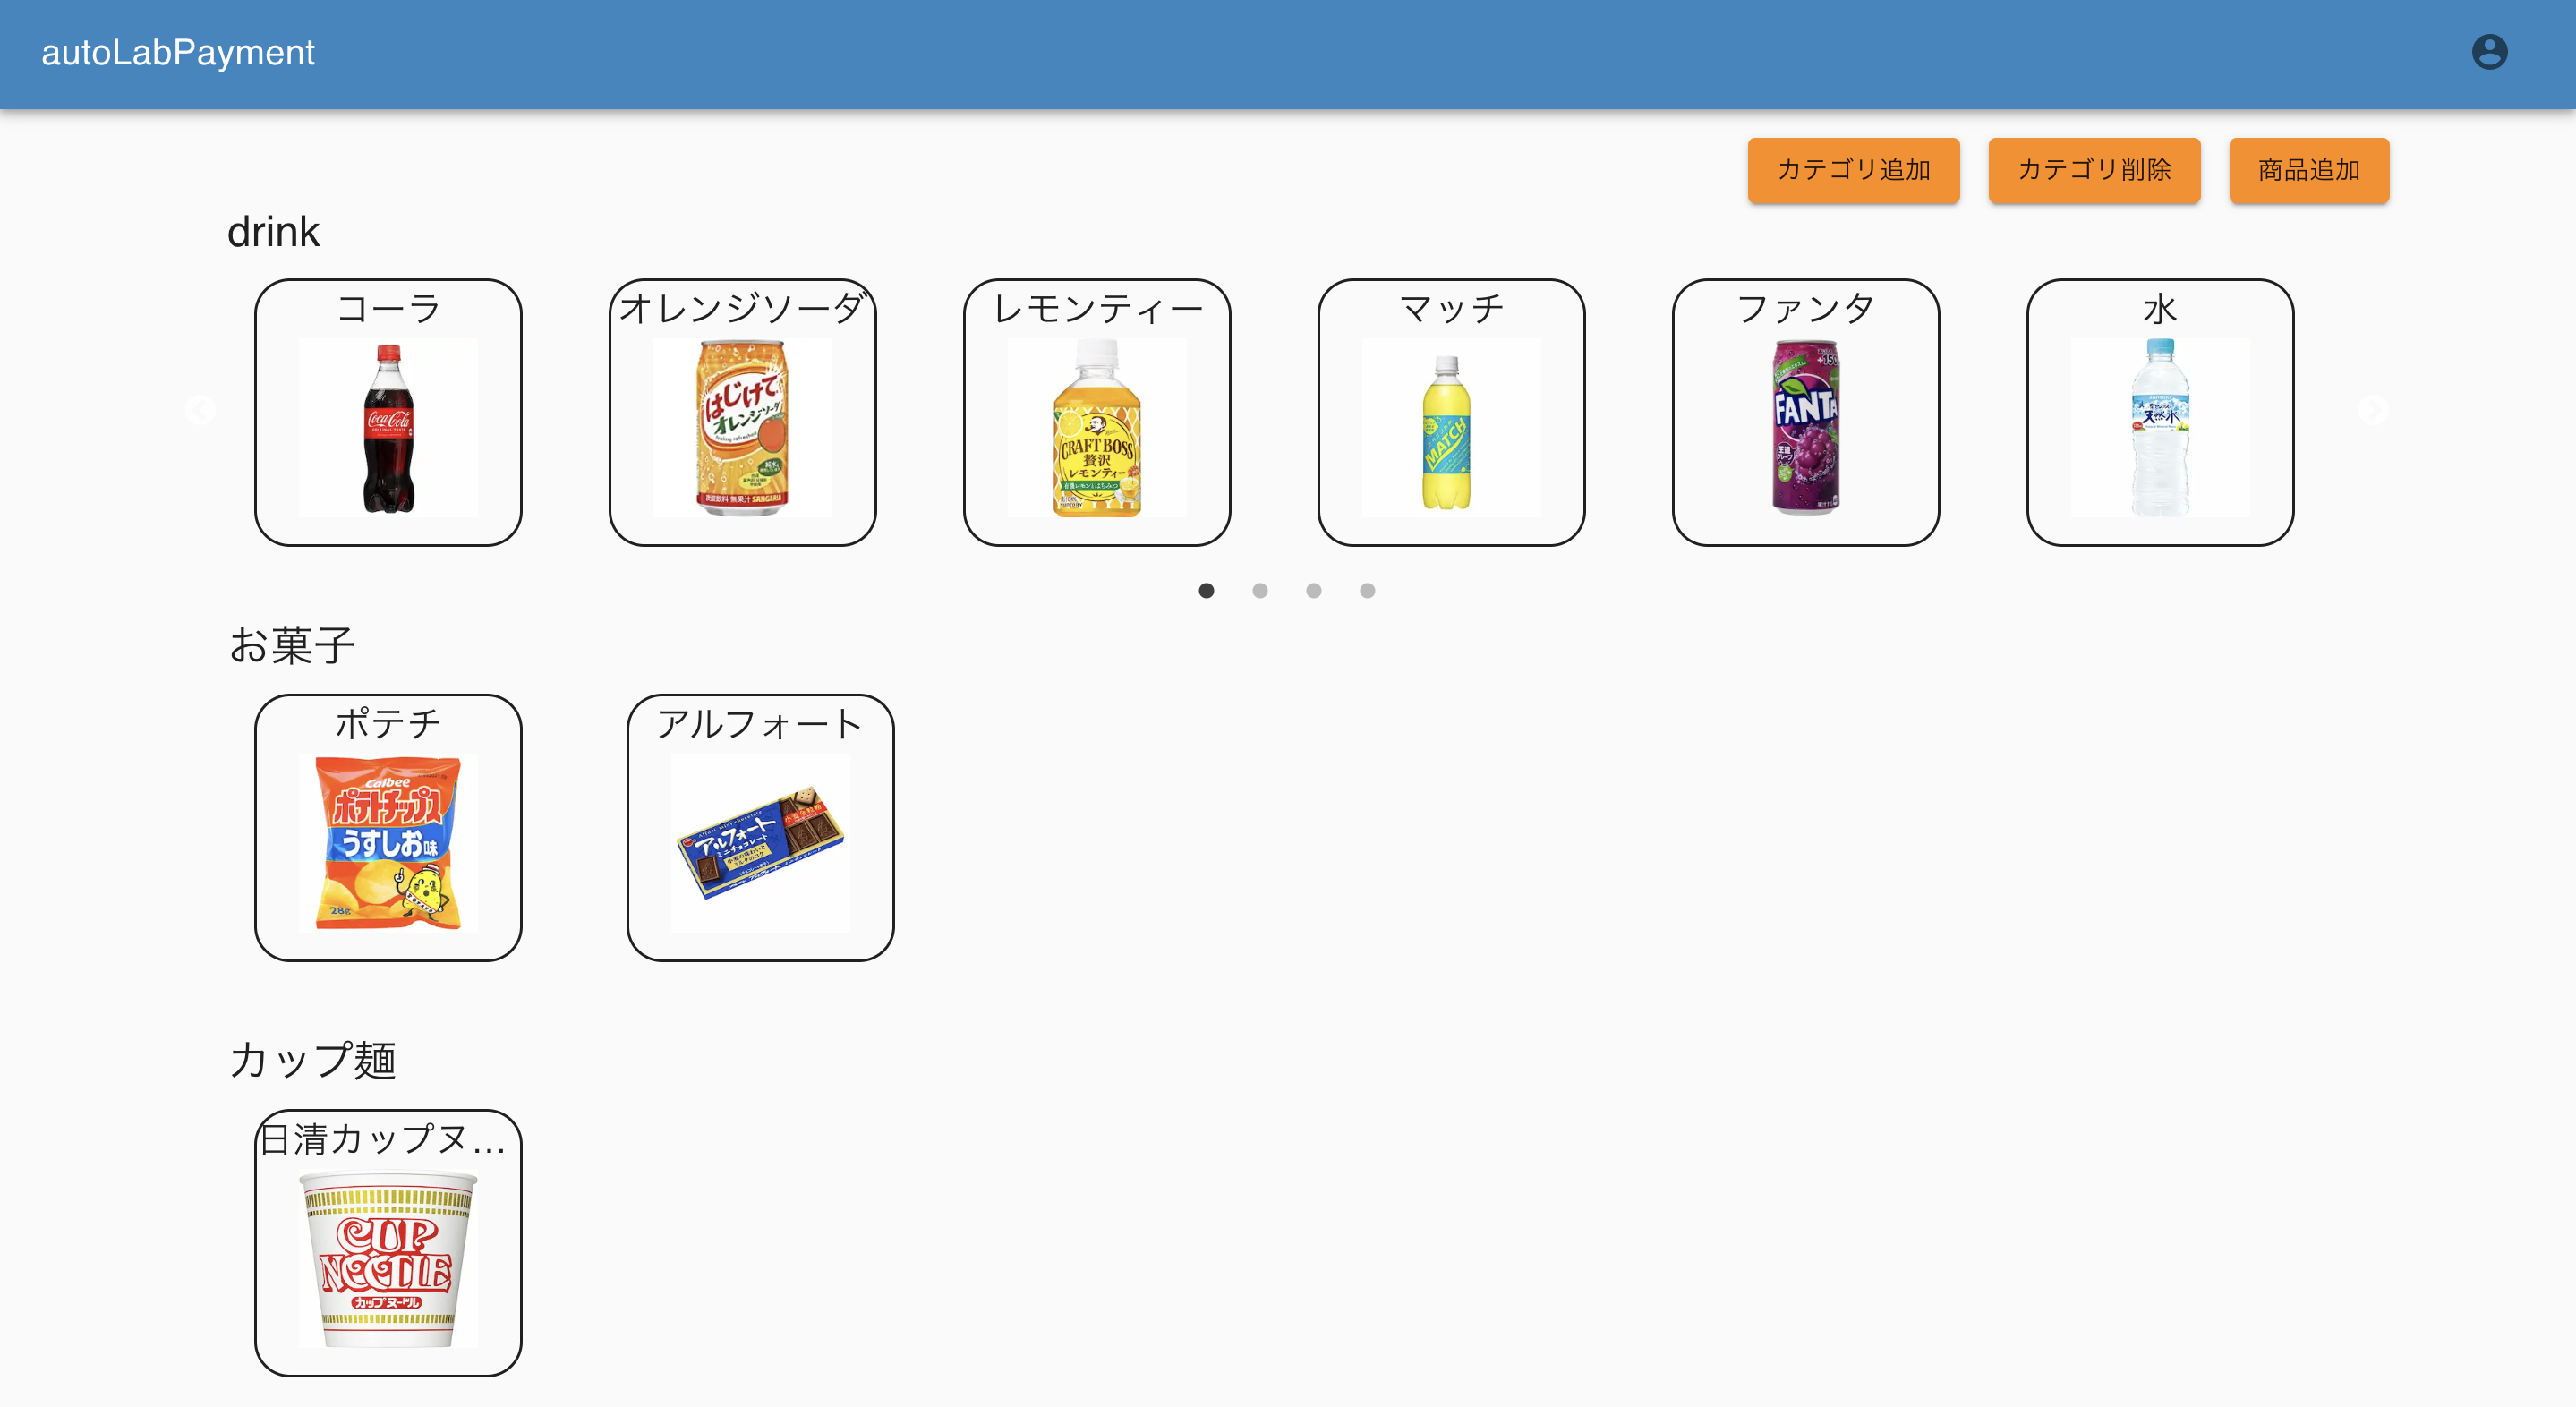 autoLabPayment
カテゴリ追加
カテゴリ削除
商品追加
drink
コーラ
オレンジソーダ
レモンティー
マッチ
ファンタ
水
Coca-Cola
はじけて
オレンジソーダ
SANGARIA
CRAFT BOSS
贅沢
レモンティー
MATCH
FANTA
天然水
お菓子
ポテチ
アルフォート
Calbee
ポテトチップス
うすしお味
28g
アルフォート
ミニチョコレート
カップ麺
日清カップヌ...
CUP
NOODLE
カップヌードル